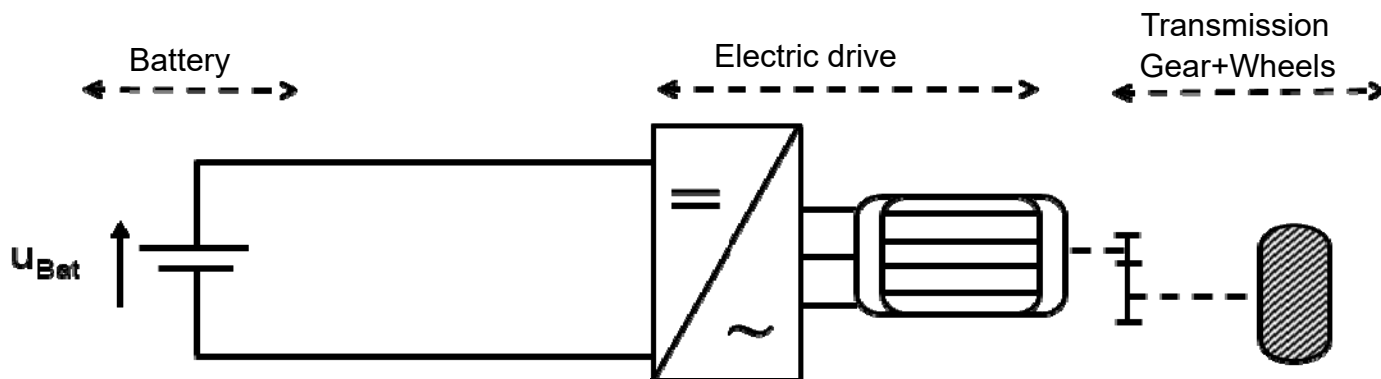 Battery
Electric drive
Transmission
Gear+Wheels
uBat